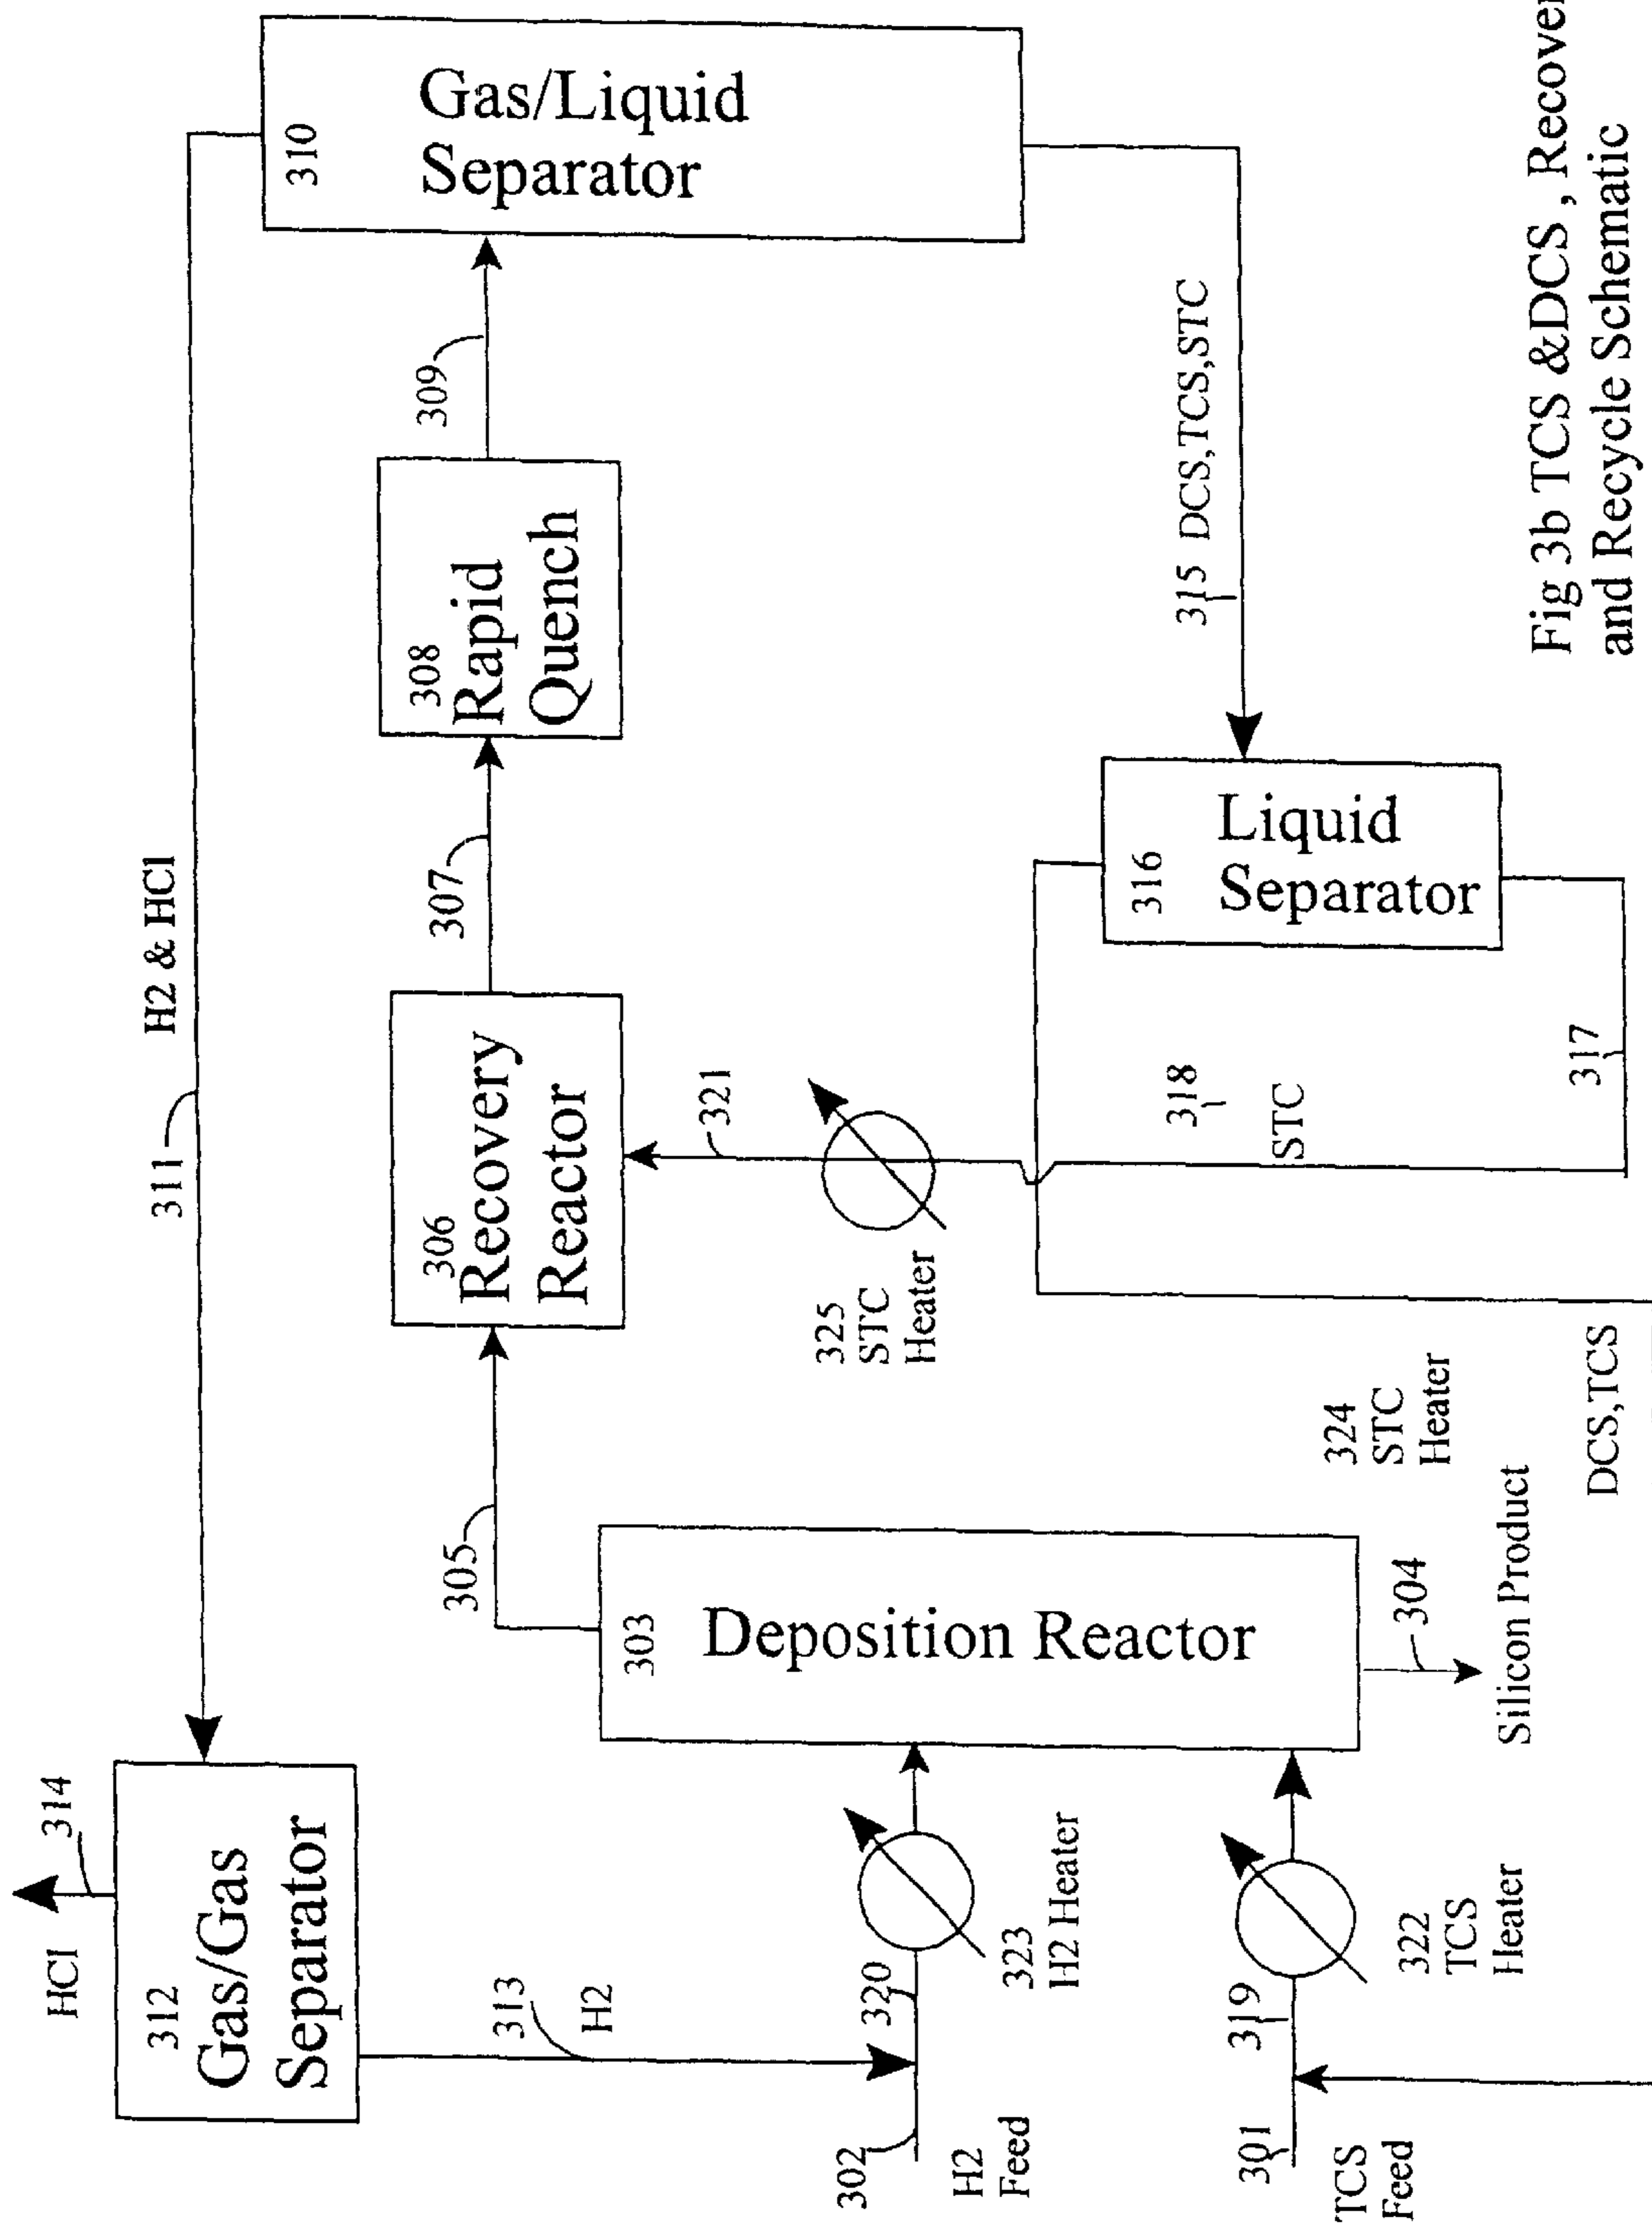 HCl
314
312
Gas/Gas
Separator
311
H2 & HCl
310
Gas/Liquid
Separator
313
H2
305
306
Recovery
Reactor
307
308
Rapid
Quench
309
302
H2
Feed
320
323
H2 Heater
303
Deposition Reactor
325
STC
Heater
321
301
TCS
Feed
319
322
TCS
Heater
304
Silicon Product
324
STC
Heater
DCS,TCS
318
STC
317
316
Liquid
Separator
315 DCS,TCS,STC
Fig 3b TCS &DCS , Recover
and Recycle Schematic